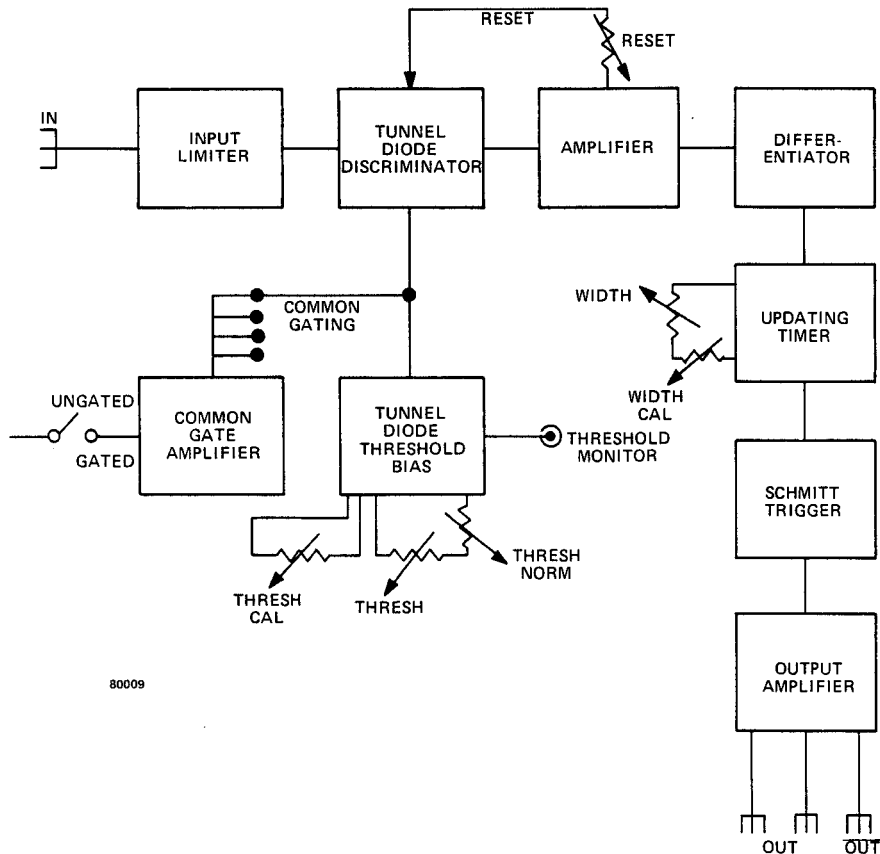 RESET
RESET
IN
INPUT
LIMITER
TUNNEL
DIODE
DISCRIMINATOR
AMPLIFIER
DIFFER-
ENTIATOR
COMMON
GATING
WIDTH
WIDTH
CAL
UPDATING
TIMER
UNGATED
GATED
COMMON
GATE
AMPLIFIER
TUNNEL
DIODE
THRESHOLD
BIAS
THRESHOLD
MONITOR
SCHMITT
TRIGGER
THRESH
CAL
THRESH
THRESH
NORM
OUTPUT
AMPLIFIER
80009
OUT
OUT